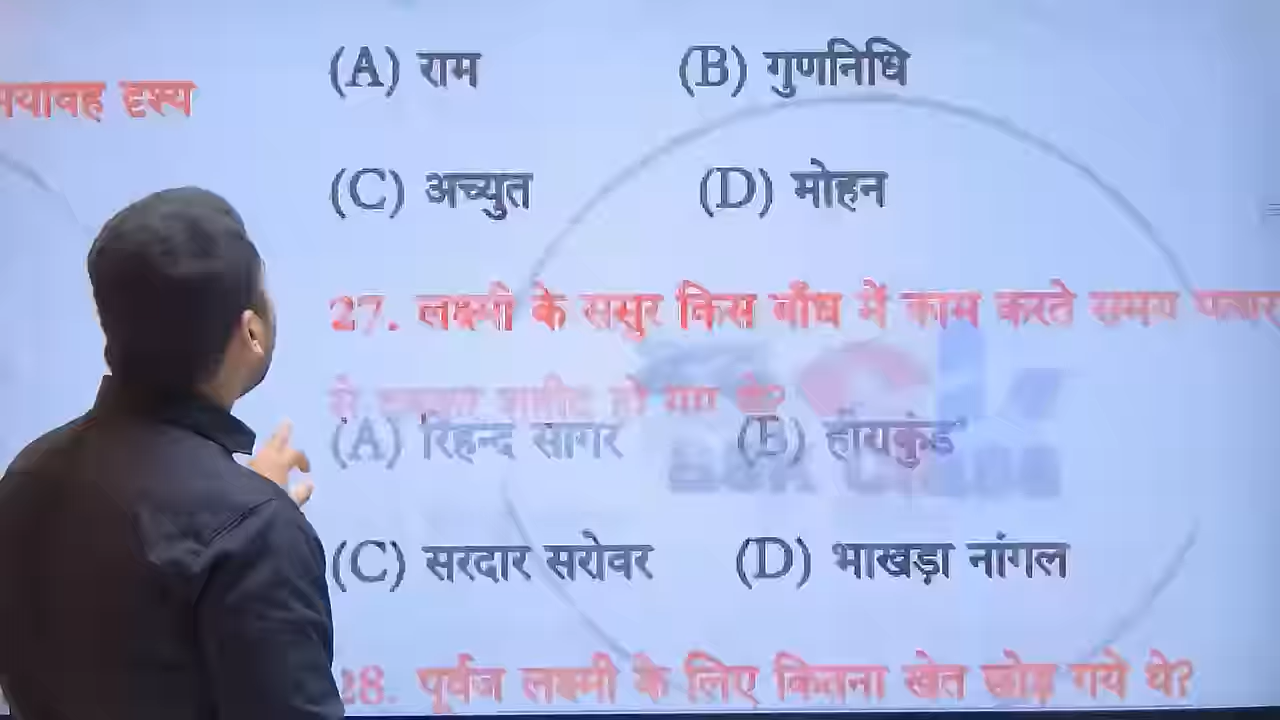 (A) राम (B) गुणनिधि
दृश्य
(C) अच्युत (D) मोहन
27. लक्ष्मी के ससुर किस बाँध में काम करते समय
हो गए थे?
(A) रिहन्द सागर (B) हीराकुंड
(C) सरदार सरोवर (D) भाखड़ा नांगल
28. पूर्वज लक्ष्मी के लिए कितना खेत छोड़ गये थे?